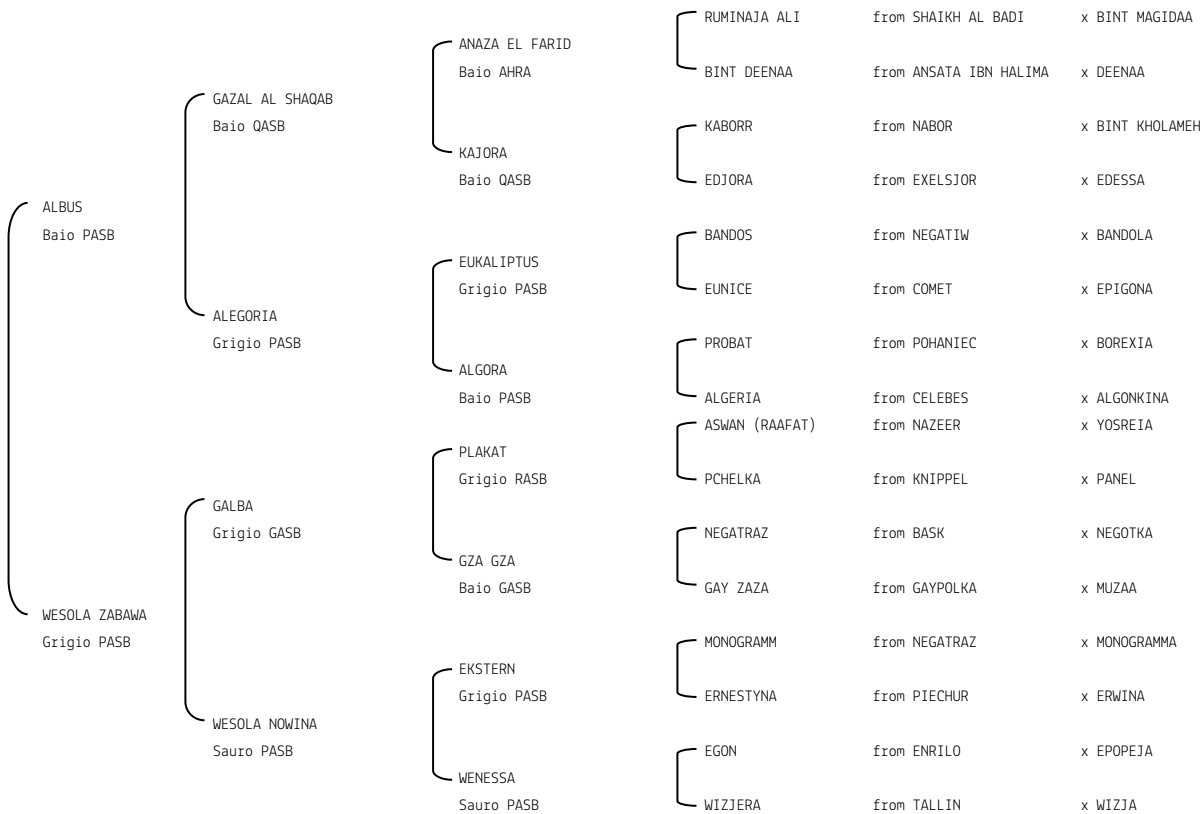 RUMINAJA ALI from SHAIKH AL BADI x BINT MAGIDAA
ANAZA EL FARID
Baio AHRA BINT DEENAA from ANSATA IBN HALIMA x DEENAA
GAZAL AL SHAQAB
Baio QASB KABORR from NABOR x BINT KHOLAMEH
KAJORA
Baio QASB EDJORA from EXELSJOR x EDESSA
ALBUS
Baio PASB BANDOS from NEGATIW x BANDOLA
EUKALIPTUS
Grigio PASB EUNICE from COMET x EPIGONA
ALEGORIA
Grigio PASB PROBAT from POHANIEC x BOREXIA
ALGORA
Baio PASB ALGERIA from CELEBES x ALGONKINA
ASWAN (RAAFAT) from NAZEER x YOSREIA
PLAKAT
Grigio RASB PCHELKA from KNIPPEL x PANEL
GALBA
Grigio GASB NEGATRAZ from BASK x NEGOTKA
GZA GZA
Baio GASB GAY ZAZA from GAYPOLKA x MUZAA
WESOLA ZABAWA
Grigio PASB MONOGRAMM from NEGATRAZ x MONOGRAMMA
EKSTERN
Grigio PASB ERNESTYNA from PIECHUR x ERWINA
WESOLA NOWINA
Sauro PASB EGON from ENRILO x EPOPEJA
WENESSA
Sauro PASB WIZJERA from TALLIN x WIZJA